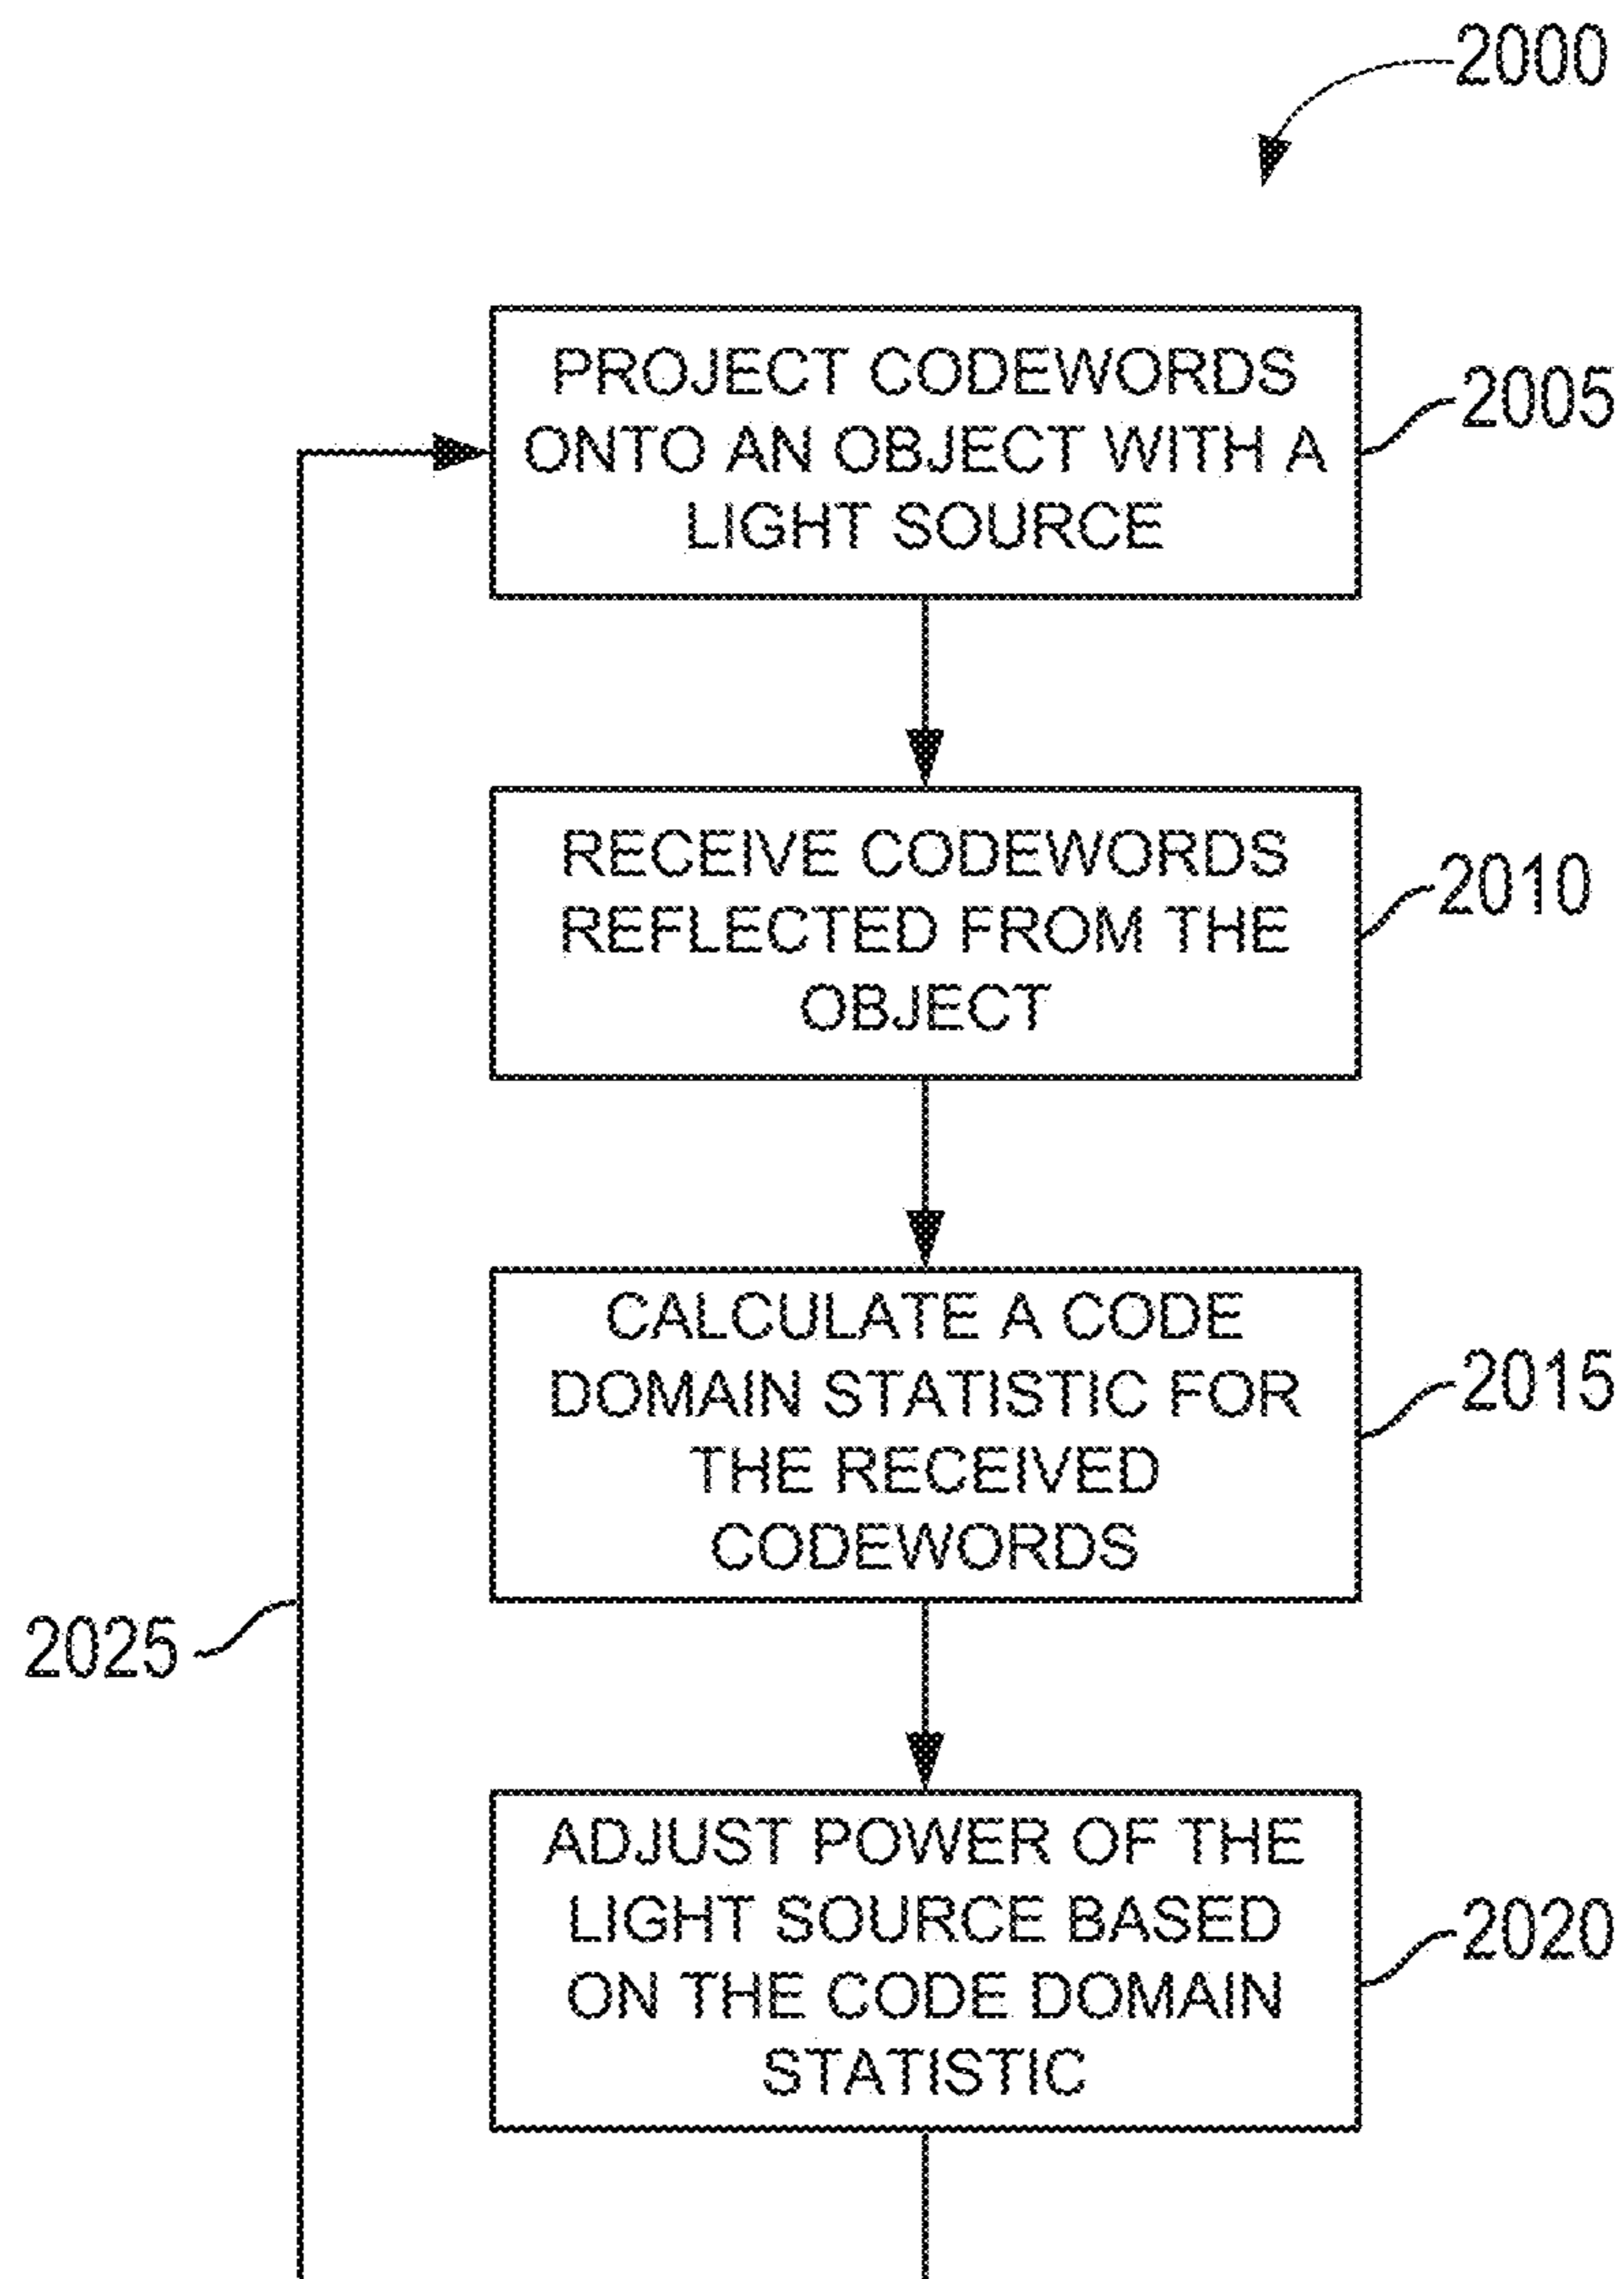 2000
PROJECT CODEWORDS
ONTO AN OBJECT WITH A
LIGHT SOURCE
2005
RECEIVE CODEWORDS
REFLECTED FROM THE
OBJECT
2010
CALCULATE A CODE
DOMAIN STATISTIC FOR
THE RECEIVED
CODEWORDS
2015
2025
ADJUST POWER OF THE
LIGHT SOURCE BASED
ON THE CODE DOMAIN
STATISTIC
2020